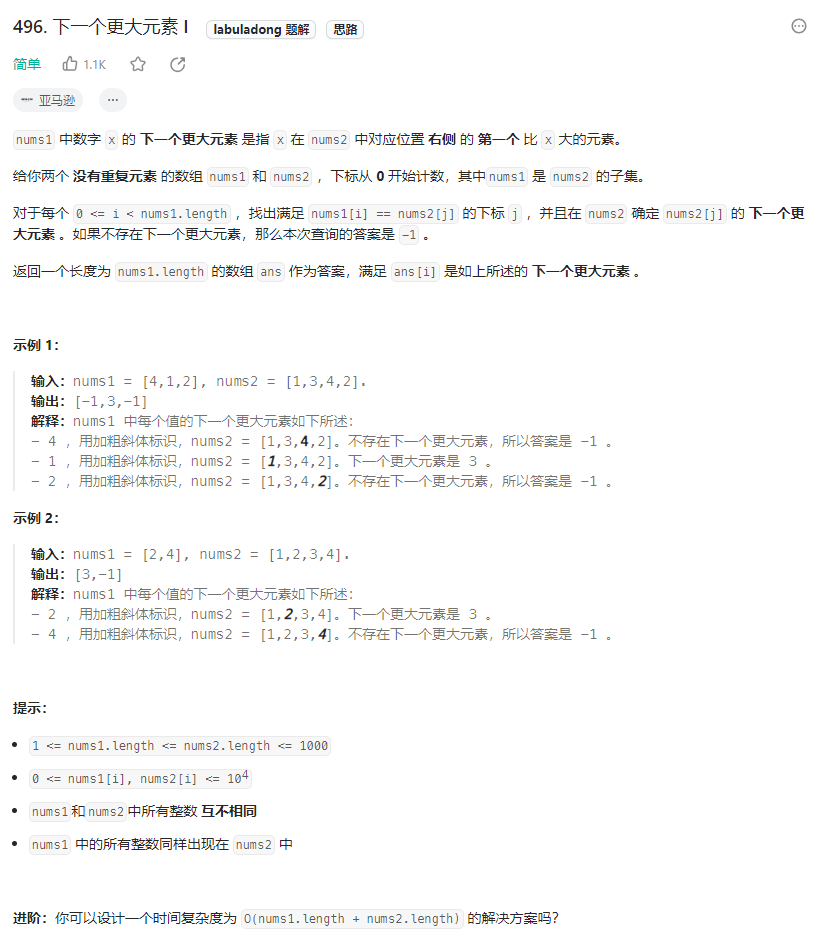 496. 下一个更大元素 I labuladong 题解 思路
简单 1.1K
亚马逊 ...
nums1 中数字 x 的 下一个更大元素 是指 x 在 nums2 中对应位置 右侧 的 第一个 比 x 大的元素。
给你两个 没有重复元素 的数组 nums1 和 nums2 ，下标从 0 开始计数，其中nums1 是 nums2 的子集。
对于每个 0 <= i < nums1.length ，找出满足 nums1[i] == nums2[j] 的下标 j ，并且在 nums2 确定 nums2[j] 的 下一个更
大元素 。如果不存在下一个更大元素，那么本次查询的答案是 -1 。
返回一个长度为 nums1.length 的数组 ans 作为答案，满足 ans[i] 是如上所述的 下一个更大元素 。
示例 1：
输入：nums1 = [4,1,2], nums2 = [1,3,4,2].
输出：[-1,3,-1]
解释：nums1 中每个值的下一个更大元素如下所述：
- 4 ，用加粗斜体标识，nums2 = [1,3,4,2]。不存在下一个更大元素，所以答案是 -1 。
- 1 ，用加粗斜体标识，nums2 = [1,3,4,2]。下一个更大元素是 3 。
- 2 ，用加粗斜体标识，nums2 = [1,3,4,2]。不存在下一个更大元素，所以答案是 -1 。
示例 2：
输入：nums1 = [2,4], nums2 = [1,2,3,4].
输出：[3,-1]
解释：nums1 中每个值的下一个更大元素如下所述：
- 2 ，用加粗斜体标识，nums2 = [1,2,3,4]。下一个更大元素是 3 。
- 4 ，用加粗斜体标识，nums2 = [1,2,3,4]。不存在下一个更大元素，所以答案是 -1 。
提示：
• 1 <= nums1.length <= nums2.length <= 1000
• 0 <= nums1[i], nums2[i] <= 10⁴
• nums1和nums2中所有整数 互不相同
• nums1 中的所有整数同样出现在 nums2 中
进阶：你可以设计一个时间复杂度为 O(nums1.length + nums2.length) 的解决方案吗？